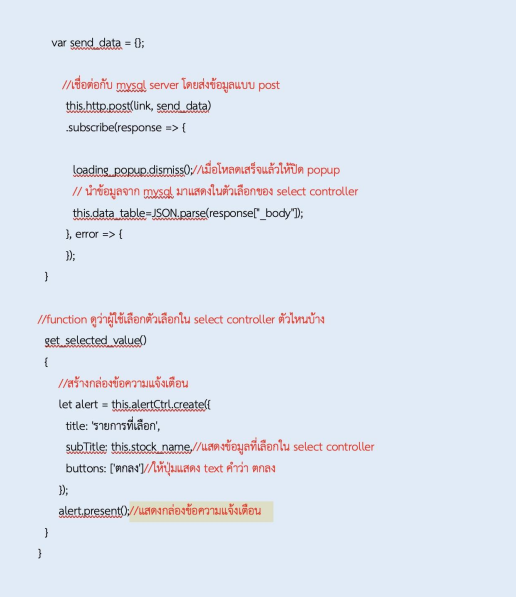 var send_data = {};
//เชื่อต่อกับ mysql server โดยส่งข้อมูลแบบ post
this.http.post(link, send_data)
.subscribe(response => {
loading_popup.dismiss();//เมื่อโหลดเสร็จแล้วให้ปิด popup
// นำข้อมูลจาก mysql มาแสดงในตัวเลือกของ select controller
this.data_table=JSON.parse(response["_body"]);
}, error => {
});
}
//function ดูว่าผู้ใช้เลือกตัวเลือกใน select controller ตัวไหนบ้าง
get_selected_value()
{
//สร้างกล่องข้อความแจ้งเตือน
let alert = this.alertCtrl.create({
title: 'รายการที่เลือก',
subTitle: this.stock_name,//แสดงข้อมูลที่เลือกใน select controller
buttons: ['ตกลง']//ให้ปุ่มแสดง text คำว่า ตกลง
});
alert.present();//แสดงกล่องข้อความแจ้งเตือน
}
}